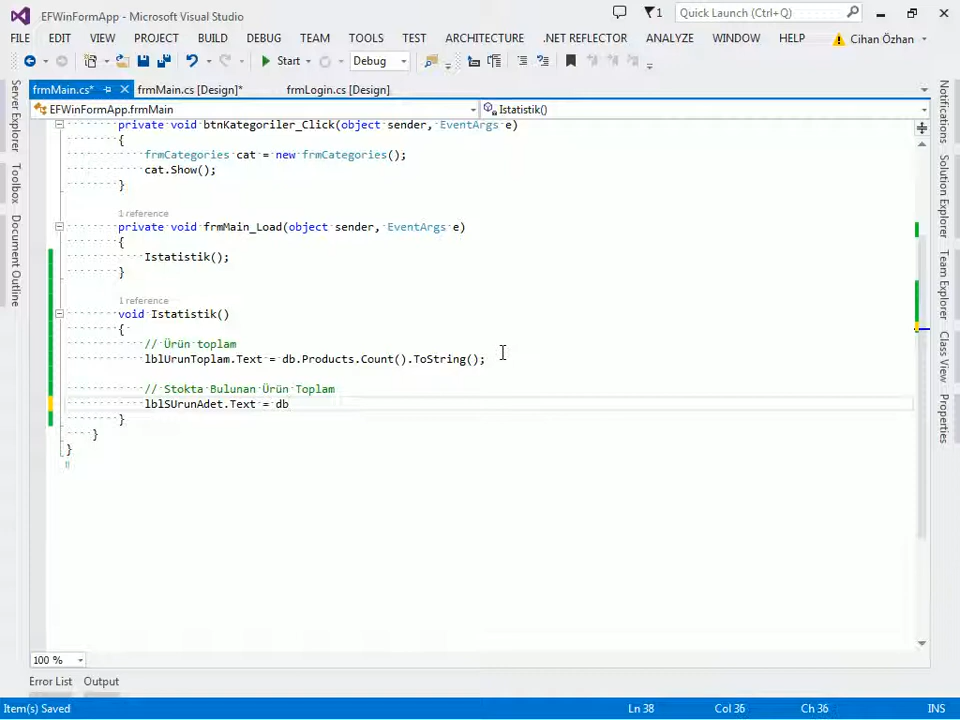 EFWinFormApp - Microsoft Visual Studio
1
Quick Launch (Ctrl+Q)
FILE EDIT VIEW PROJECT BUILD DEBUG TEAM TOOLS TEST ARCHITECTURE .NET REFLECTOR ANALYZE WINDOW HELP Cihan Özhan
Start Debug
frmMain.cs* frmMain.cs [Design]* frmLogin.cs [Design]
EFWinFormApp.frmMain Istatistik()
private void btnKategoriler_Click(object sender, EventArgs e)
{
frmCategories cat = new frmCategories();
cat.Show();
}
1 reference
private void frmMain_Load(object sender, EventArgs e)
{
Istatistik();
}
1 reference
void Istatistik()
{
// Ürün toplam
lblUrunToplam.Text = db.Products.Count().ToString();
// Stokta Bulunan Ürün Toplam
lblSUrunAdet.Text = db
}
}
}
Server Explorer
Toolbox
Document Outline
Notifications
Solution Explorer
Team Explorer
Class View
Properties
100 %
Error List Output
Item(s) Saved Ln 38 Col 36 Ch 36 INS